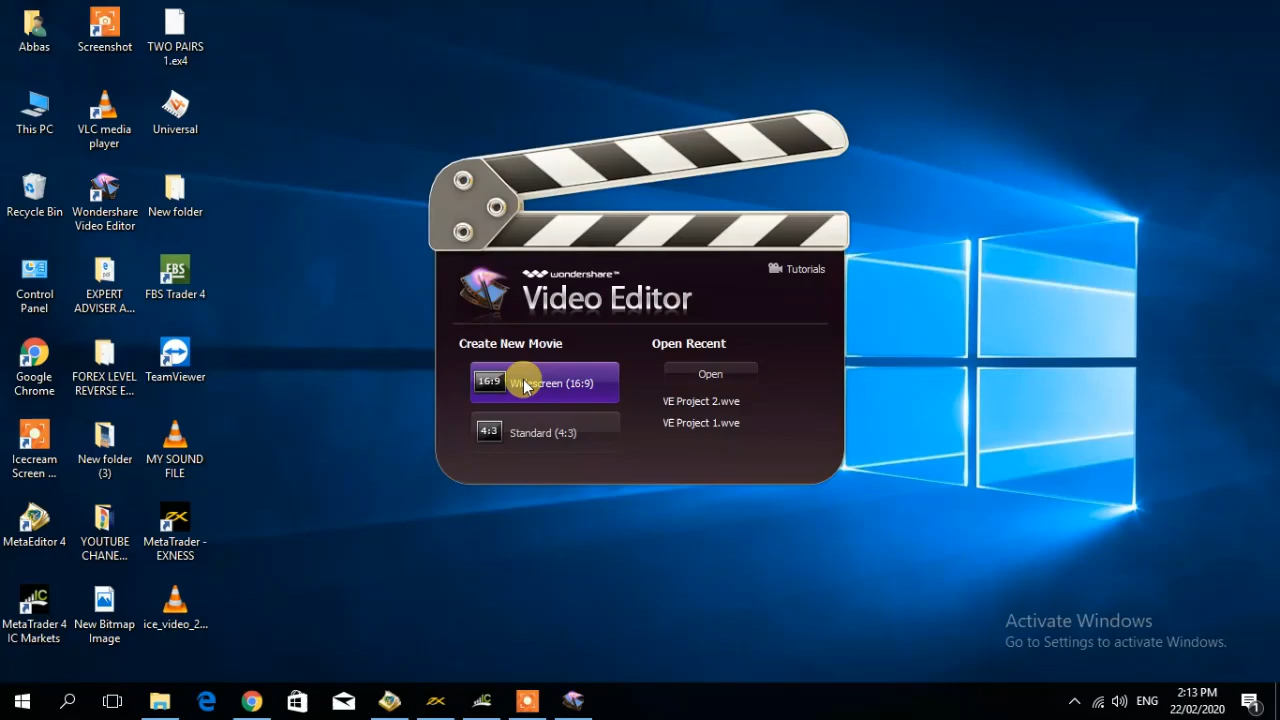 Abbas
Screenshot
TWO PAIRS
1.ex4
This PC
VLC media
player
Universal
Recycle Bin
Wondershare
Video Editor
New folder
Control
Panel
EXPERT
ADVISER A...
FBS
FBS Trader 4
Google
Chrome
FOREX LEVEL
REVERSE E...
TeamViewer
Icecream
Screen ...
New folder
(3)
MY SOUND
FILE
MetaEditor 4
YOUTUBE
CHANE...
MetaTrader -
EXNESS
IC
MetaTrader 4
IC Markets
New Bitmap
Image
ice_video_2...
wondershare™
Video Editor
Tutorials
Create New Movie
16:9
Widescreen (16:9)
4:3
Standard (4:3)
Open Recent
Open
VE Project 2.wve
VE Project 1.wve
Activate Windows
Go to Settings to activate Windows.
ENG
2:13 PM
22/02/2020
1